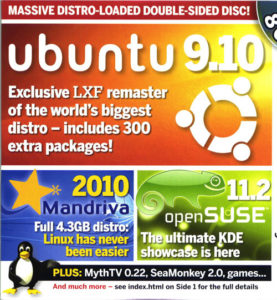 MASSIVE DISTRO-LOADED DOUBLE-SIDED DISC!
ubuntu 9.10
Exclusive LXF remaster
of the world's biggest
distro – includes 300
extra packages!
2010
Mandriva
Full 4.3GB distro:
Linux has never
been easier
11.2
openSUSE
The ultimate KDE
showcase is here
PLUS: MythTV 0.22, SeaMonkey 2.0, games...
And much more – see index.html on Side 1 for the full details